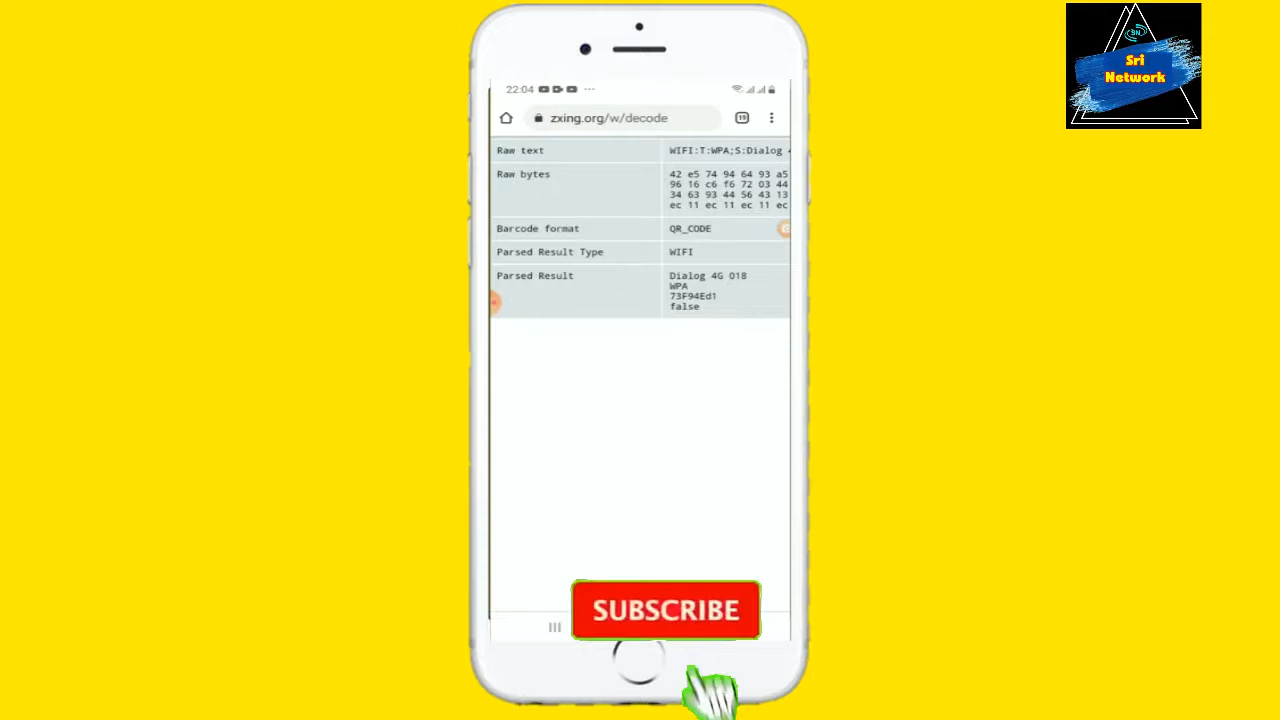 Sri
Network
22:04
zxing.org/w/decode
19
Raw text
WIFI:T:WPA;S:Dialog
Raw bytes
42 e5 74 94 64 93 a5
96 16 c6 f6 72 03 44
34 63 93 44 56 43 13
ec 11 ec 11 ec 11 ec
Barcode format
QR_CODE
Parsed Result Type
WIFI
Parsed Result
Dialog 4G 018
WPA
73F94Ed1
false
SUBSCRIBE